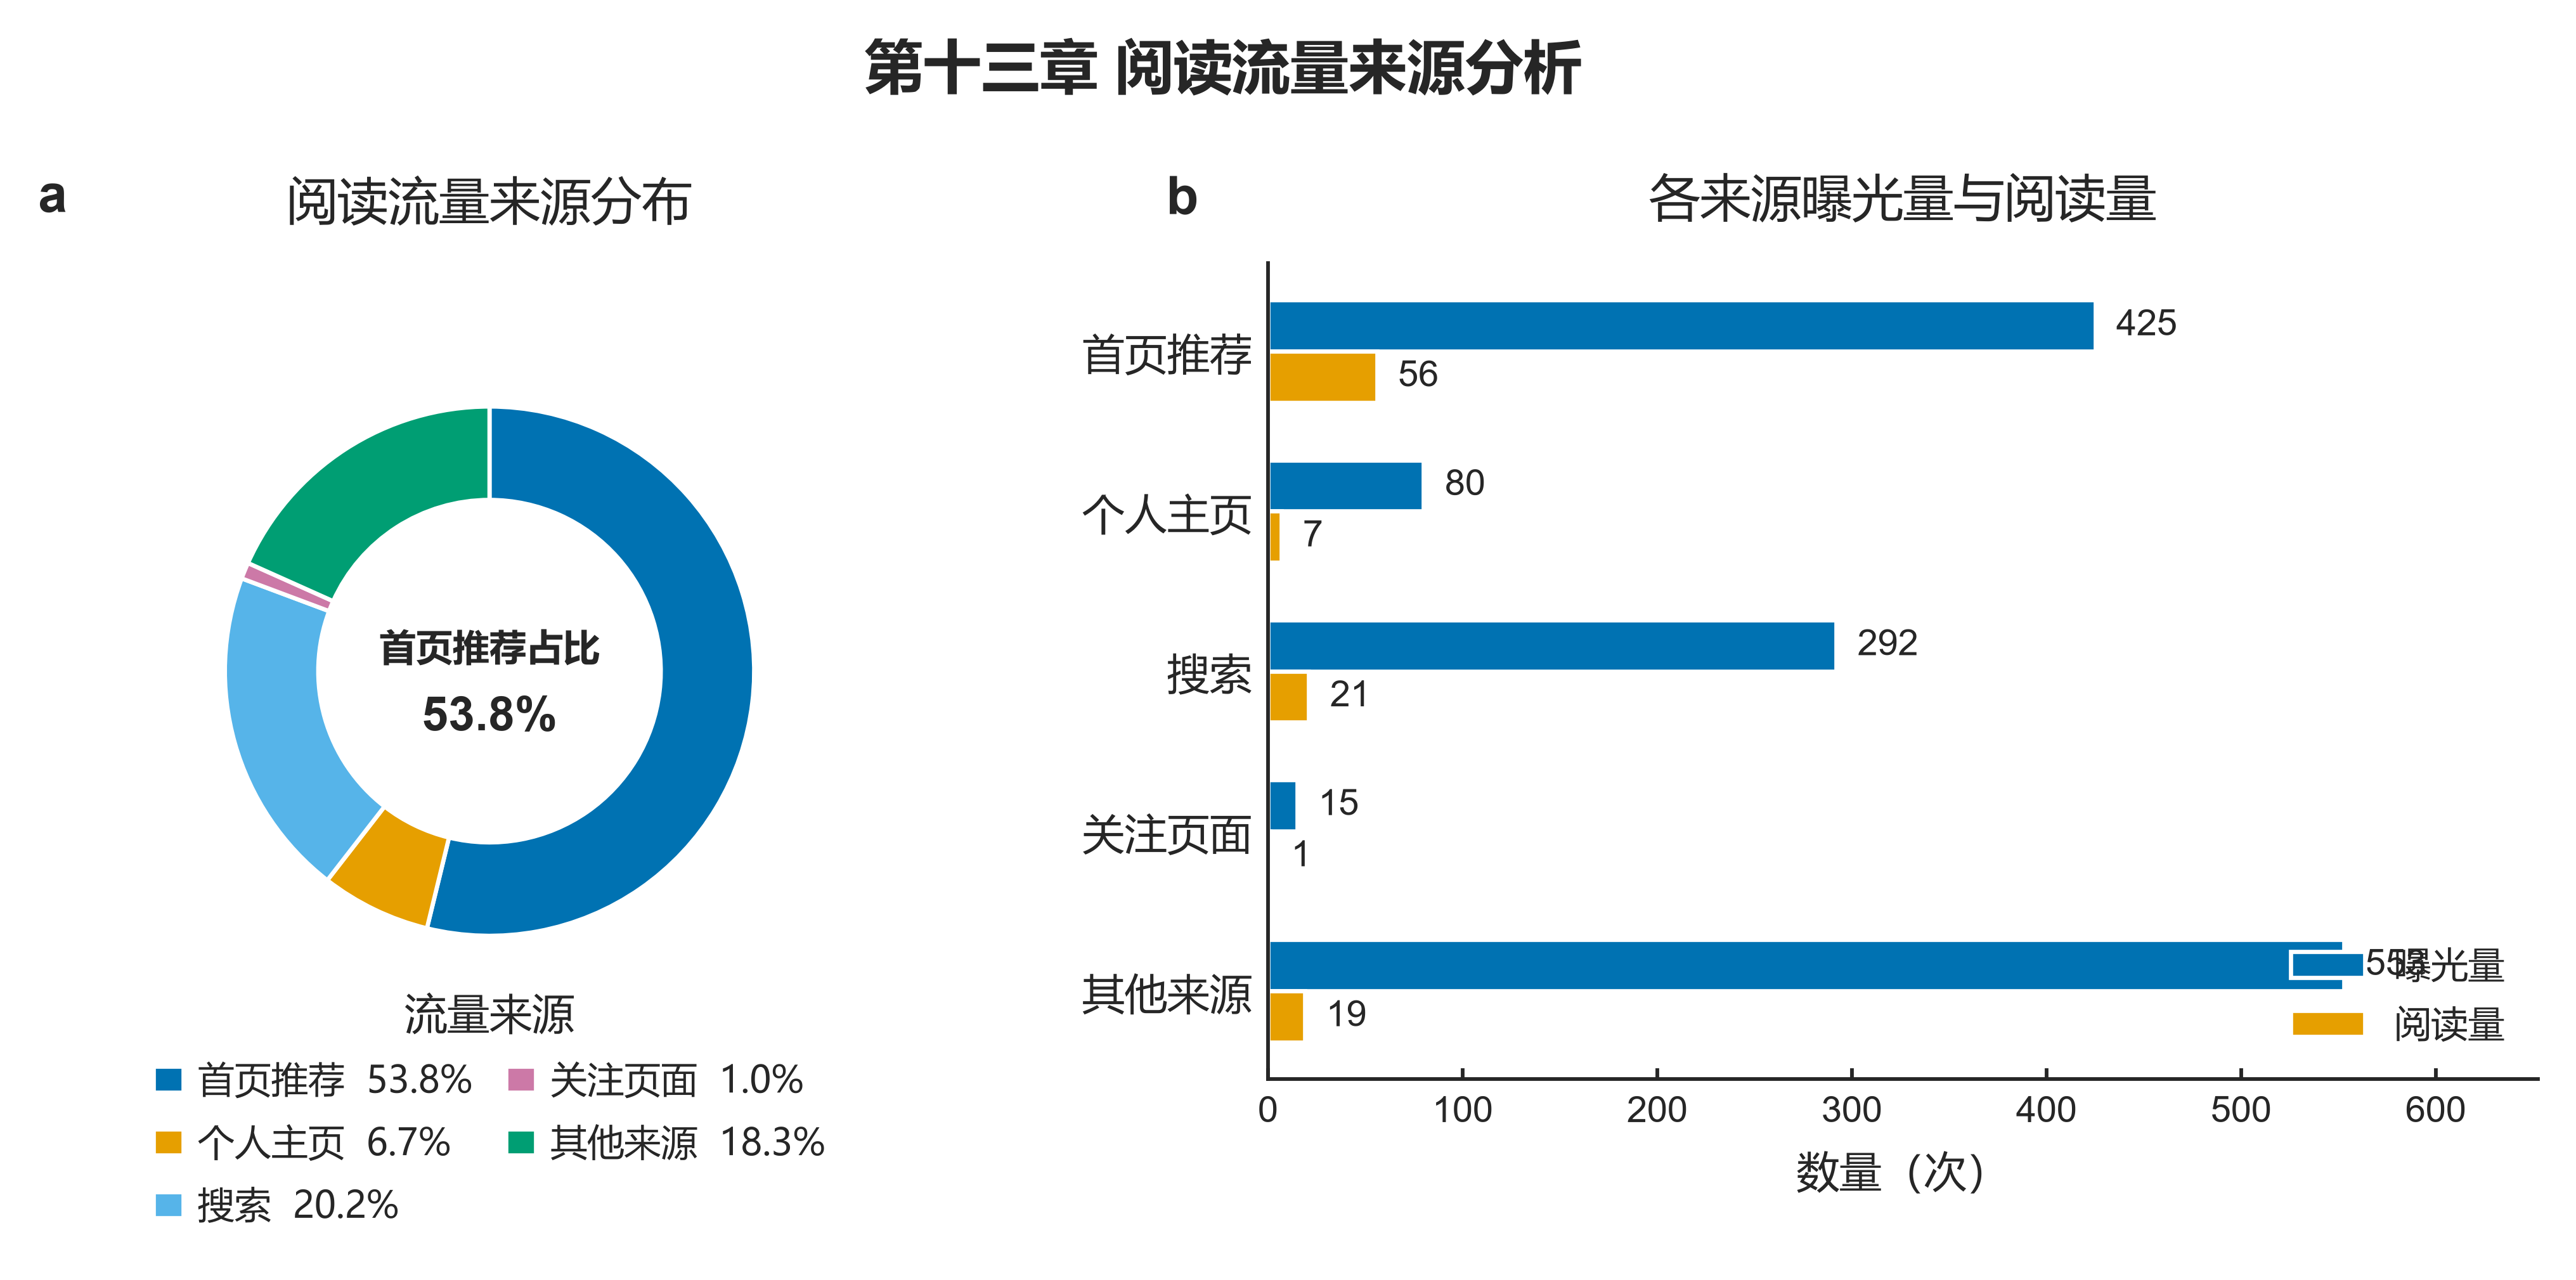 第十三章 阅读流量来源分析
a
阅读流量来源分布
首页推荐占比
53.8%
流量来源
首页推荐 53.8%
个人主页 6.7%
搜索 20.2%
关注页面 1.0%
其他来源 18.3%
b
各来源曝光量与阅读量
首页推荐
425
56
个人主页
80
7
搜索
292
21
关注页面
15
1
其他来源
553
19
曝光量
阅读量
0 100 200 300 400 500 600
数量（次）